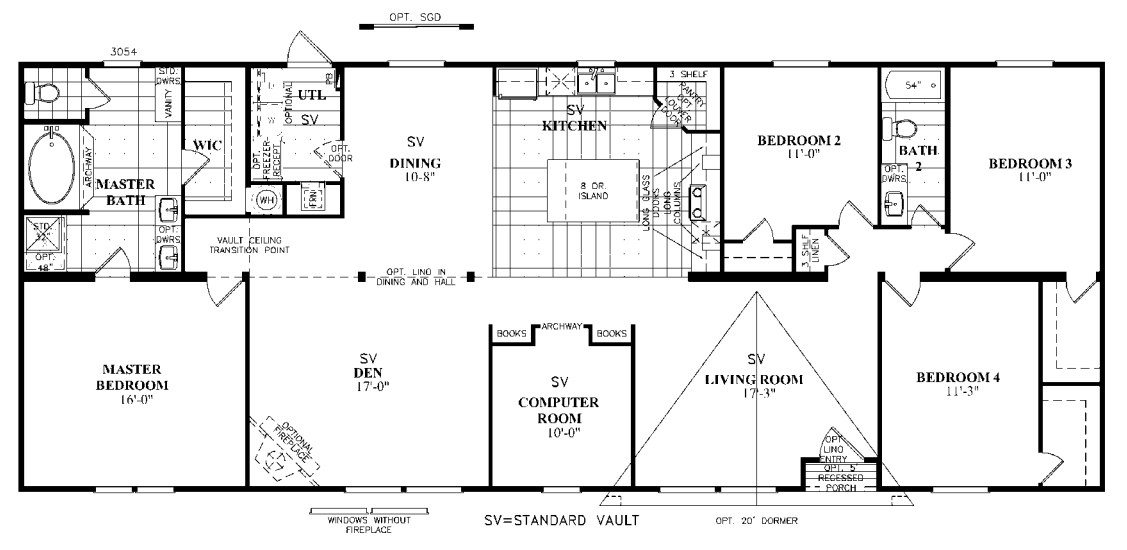 OPT. SGD
3054
STD.
DWRS
VANITY
OPTIONAL
W
PB
UTL
SV
OPT.
FREEZER
RECEPT
OPT.
DOOR
WIC
ARCHWAY
MASTER
BATH
STD.
OPT.
48"
OPT.
DWRS
WH
FRN
VAULT CEILING
TRANSITION POINT
SV
DINING
10'-8"
SV
KITCHEN
3 SHELF
PANTRY
OPT.
LOUVER
DOOR
8 DR.
ISLAND
LONG GLASS
DOORS
LONG
COLUMNS
OPT. LINO IN
DINING AND HALL
BEDROOM 2
11'-0"
3 SHLF
LINEN
54"
BATH
2
OPT.
DWRS
BEDROOM 3
11'-0"
MASTER
BEDROOM
16'-0"
SV
DEN
17'-0"
OPTIONAL
FIREPLACE
BOOKS
ARCHWAY
BOOKS
SV
COMPUTER
ROOM
10'-0"
SV
LIVING ROOM
17'-3"
OPT.
LINO
ENTRY
OPT. 5'
RECESSED
PORCH
BEDROOM 4
11'-3"
WINDOWS WITHOUT
FIREPLACE
SV=STANDARD VAULT
OPT. 20' DORMER